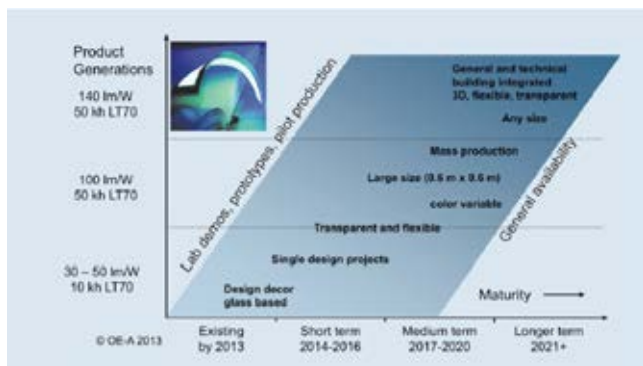 Product
Generations
140 lm/W
50 kh LT70
100 lm/W
50 kh LT70
30 – 50 lm/W
10 kh LT70
Lab demos, prototypes, pilot production
General and technical
building integrated
3D, flexible, transparent
Any size
Mass production
Large size (0.6 m x 0.6 m)
color variable
Transparent and flexible
Single design projects
Design decor
glass based
General availability
Maturity
© OE-A 2013
Existing
by 2013
Short term
2014-2016
Medium term
2017-2020
Longer term
2021+